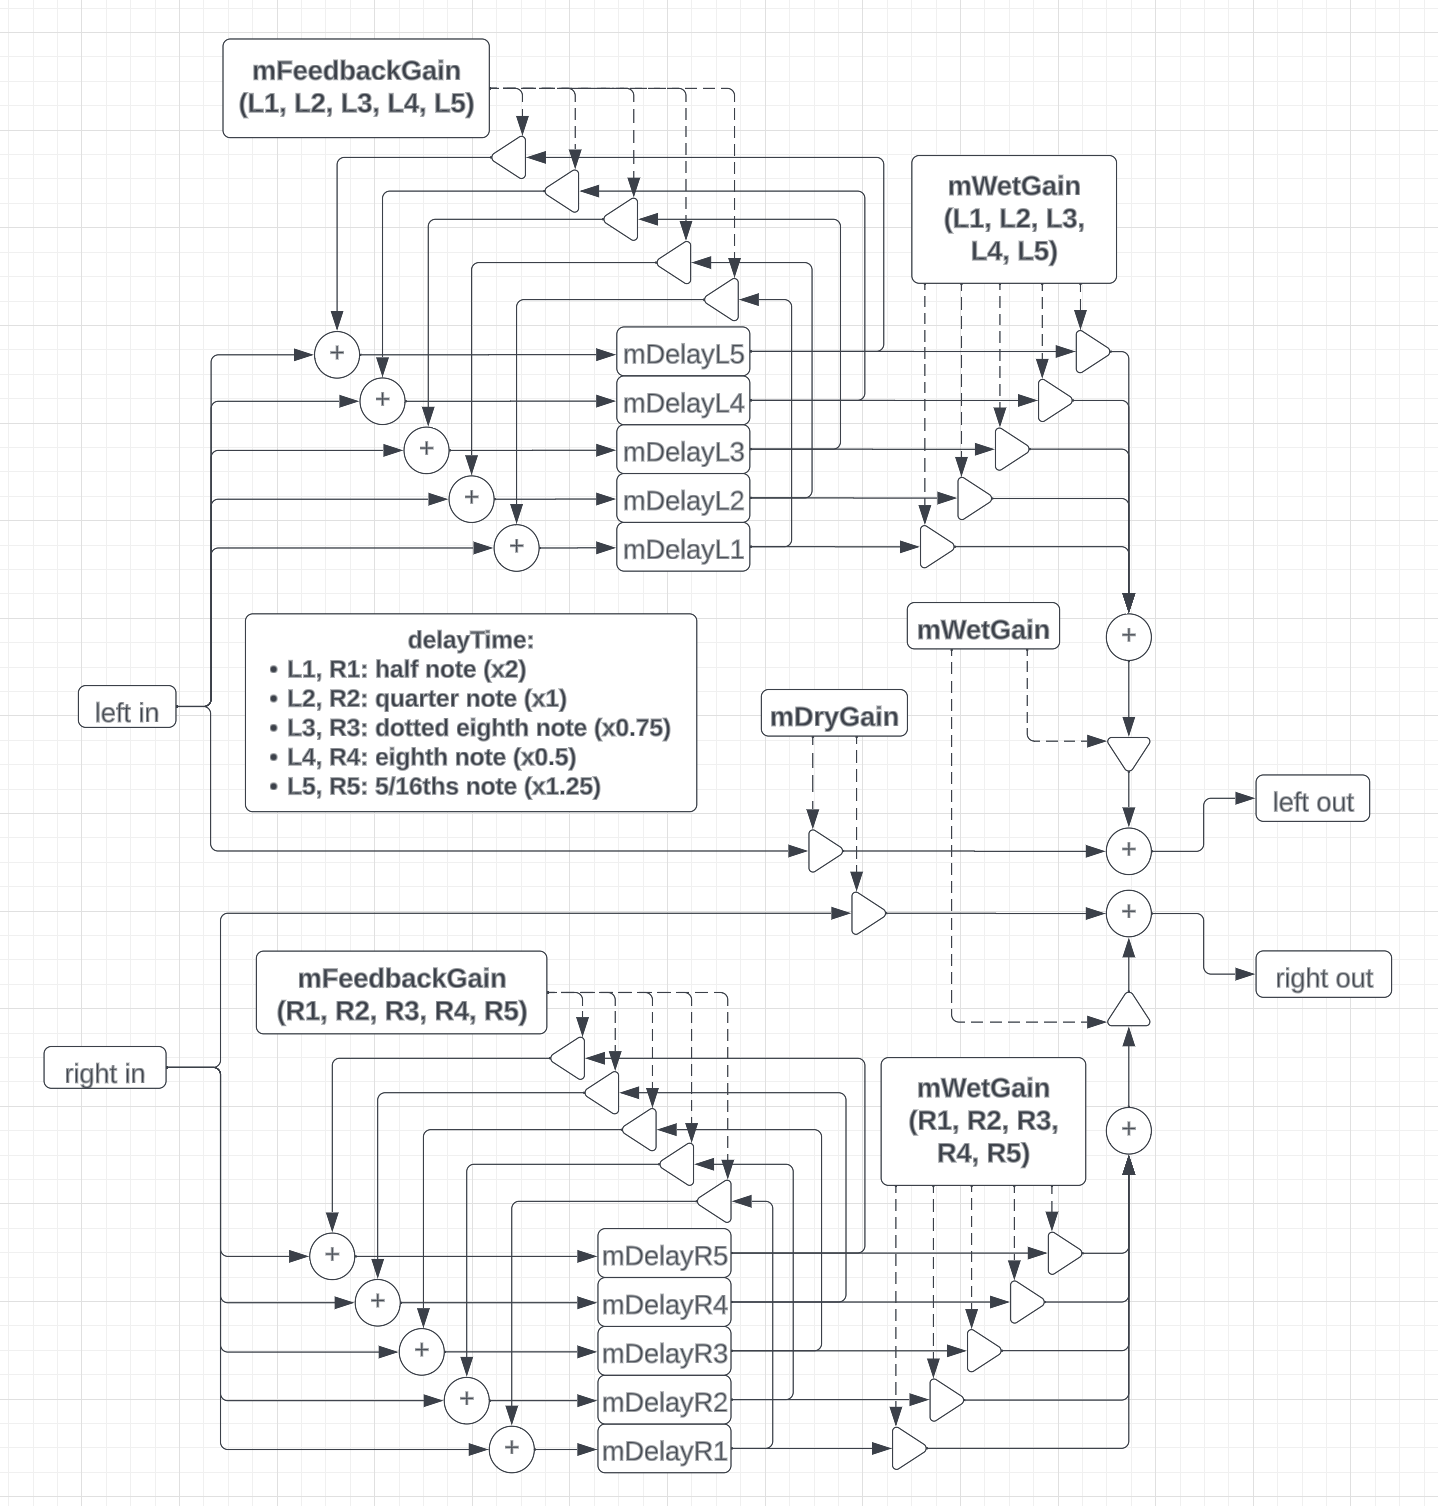 mFeedbackGain
(L1, L2, L3, L4, L5)
mWetGain
(L1, L2, L3,
L4, L5)
+
mDelayL5
+
mDelayL4
+
mDelayL3
+
mDelayL2
+
mDelayL1
delayTime:
• L1, R1: half note (x2)
• L2, R2: quarter note (x1)
• L3, R3: dotted eighth note (x0.75)
• L4, R4: eighth note (x0.5)
• L5, R5: 5/16ths note (x1.25)
mWetGain
+
left in
mDryGain
left out
+
+
mFeedbackGain
(R1, R2, R3, R4, R5)
right out
right in
mWetGain
(R1, R2, R3,
R4, R5)
+
+
mDelayR5
+
mDelayR4
+
mDelayR3
+
mDelayR2
+
mDelayR1